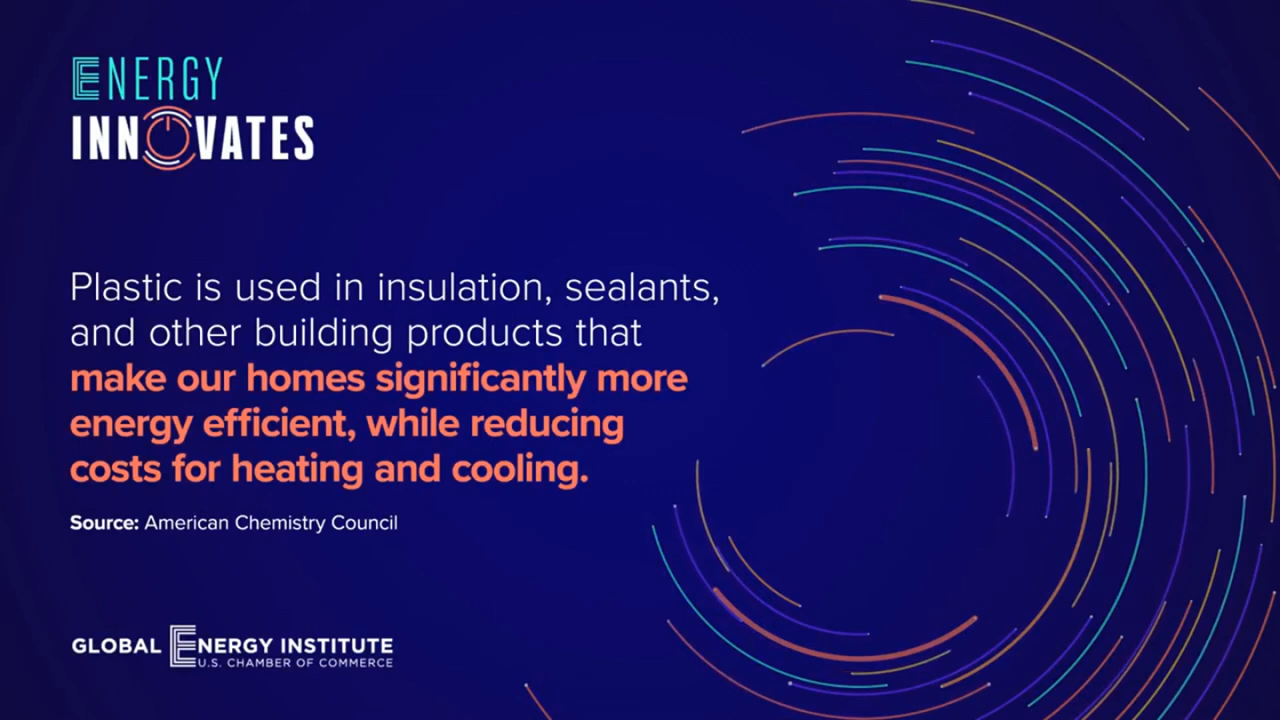 ENERGY
INNOVATES
Plastic is used in insulation, sealants,
and other building products that
make our homes significantly more
energy efficient, while reducing
costs for heating and cooling.
Source: American Chemistry Council
GLOBAL ENERGY INSTITUTE
U.S. CHAMBER OF COMMERCE